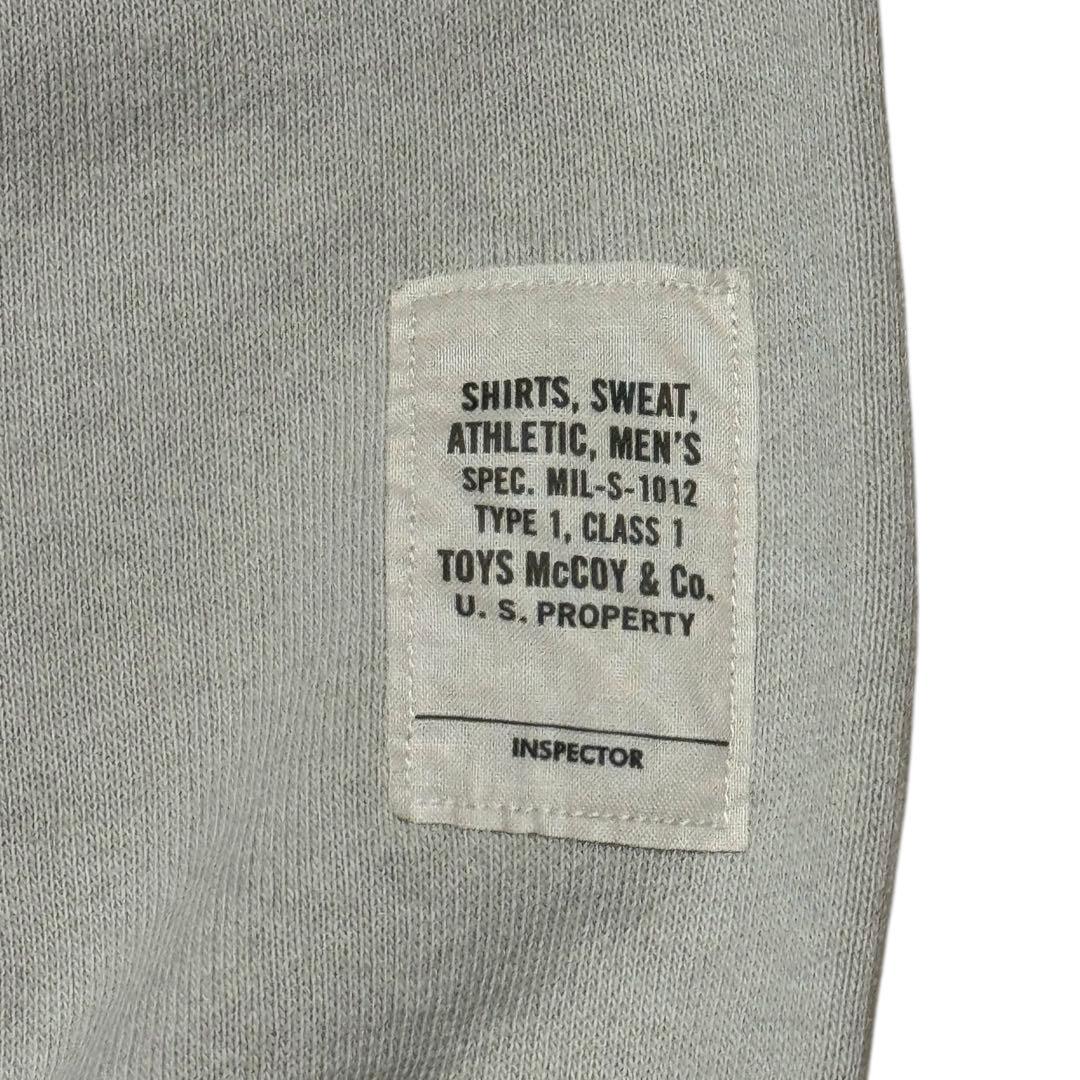 SHIRTS, SWEAT,
ATHLETIC, MEN'S
SPEC. MIL-S-1012
TYPE 1, CLASS 1
TOYS McCOY & Co.
U. S. PROPERTY
INSPECTOR